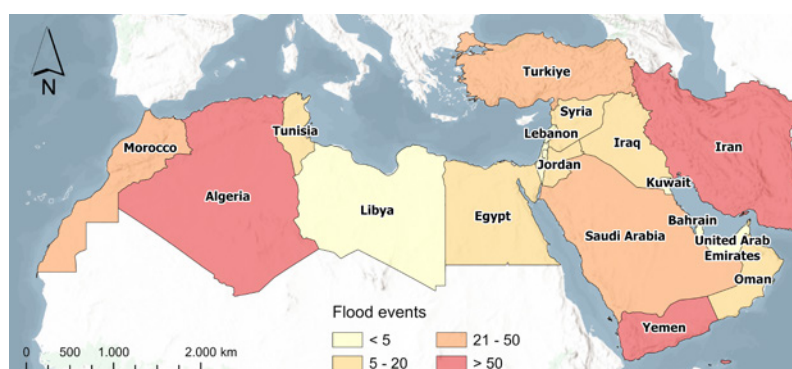 N
Turkiye
Syria
Lebanon
Tunisia
Morocco
Iraq
Iran
Jordan
Kuwait
Algeria
Libya
Egypt
Bahrain
Saudi Arabia
United Arab
Emirates
Oman
Yemen
Flood events
< 5
21 - 50
5 - 20
> 50
0 500 1.000 2.000 km